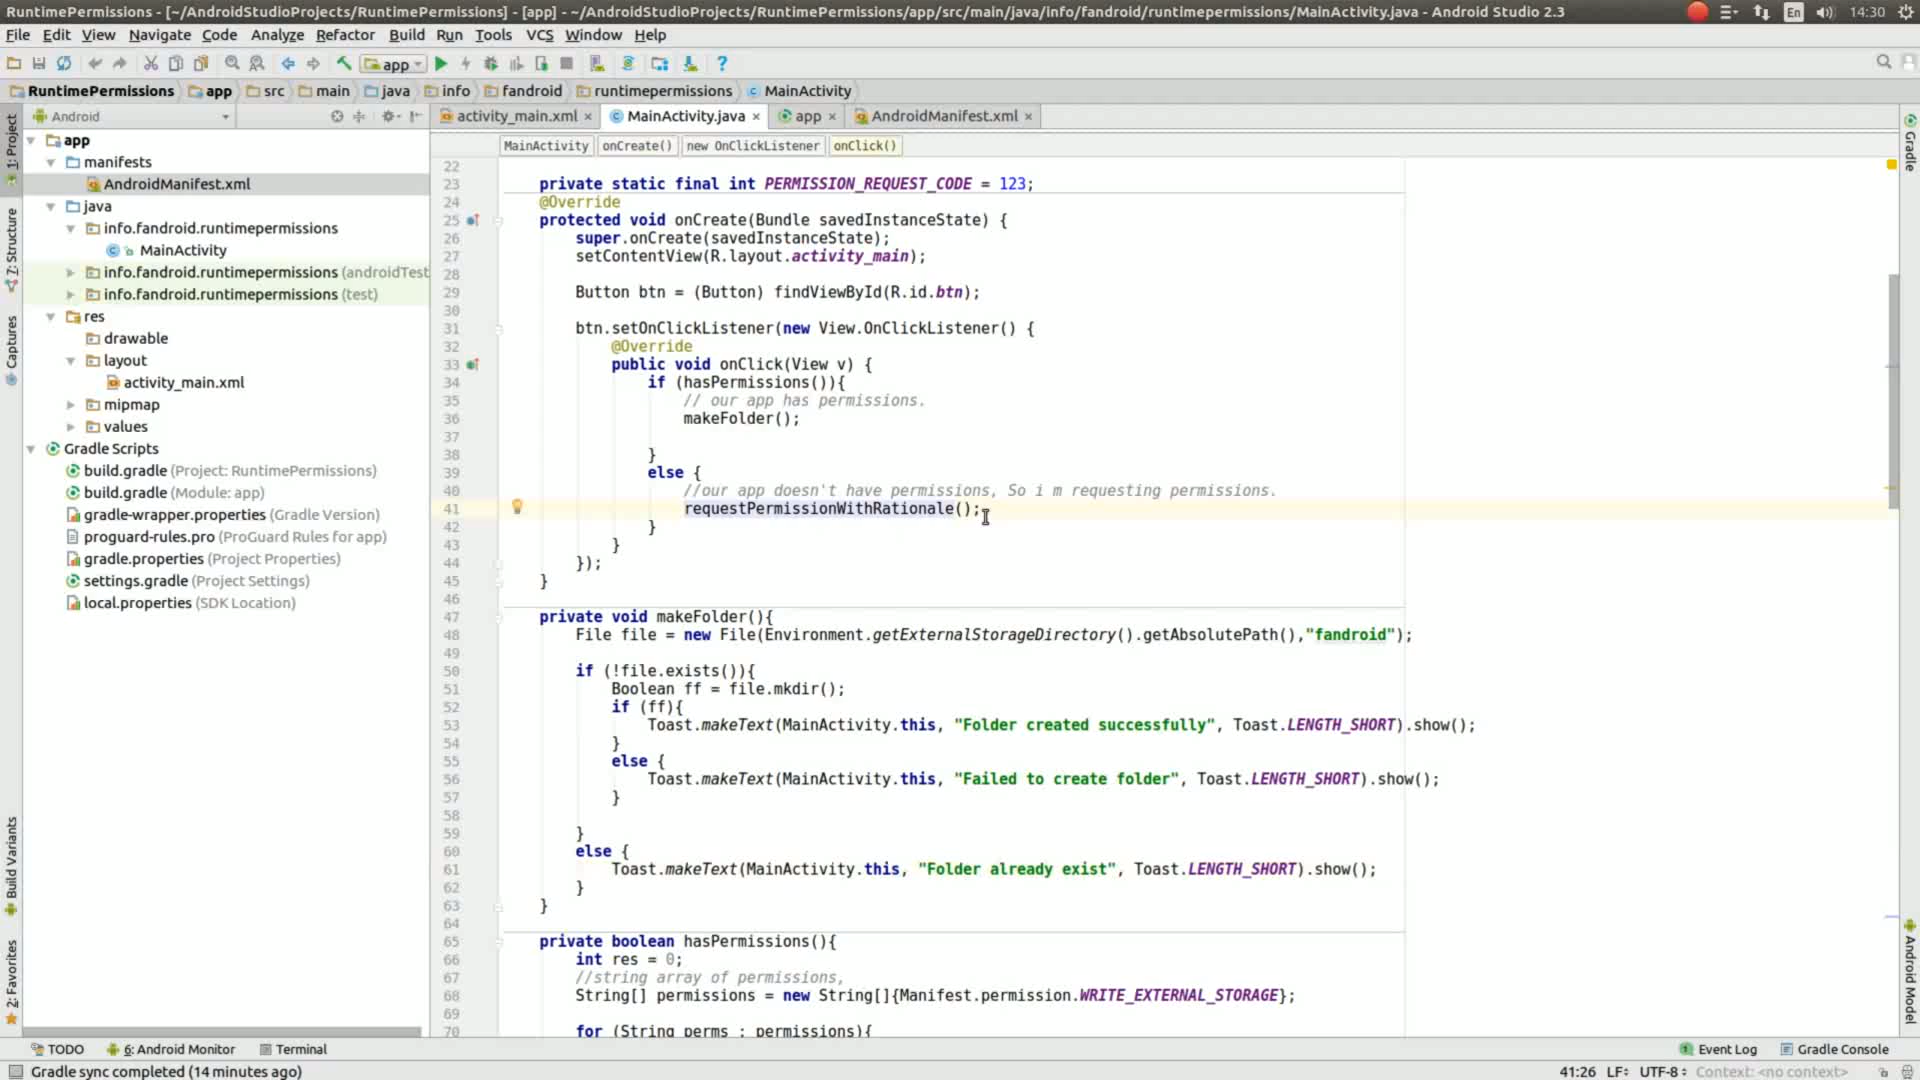 RuntimePermissions - [~/AndroidStudioProjects/RuntimePermissions] - [app] - ~/AndroidStudioProjects/RuntimePermissions/app/src/main/java/info/fandroid/runtimepermissions/MainActivity.java - Android Studio 2.3 En 14:30
File Edit View Navigate Code Analyze Refactor Build Run Tools VCS Window Help
app
RuntimePermissions app src main java info fandroid runtimepermissions MainActivity
Android
activity_main.xml MainActivity.java app AndroidManifest.xml
MainActivity onCreate() new OnClickListener onClick()
1: Project
7: Structure
Captures
Build Variants
2: Favorites
app
manifests
AndroidManifest.xml
java
info.fandroid.runtimepermissions
MainActivity
info.fandroid.runtimepermissions (androidTest
info.fandroid.runtimepermissions (test)
res
drawable
layout
activity_main.xml
mipmap
values
Gradle Scripts
build.gradle (Project: RuntimePermissions)
build.gradle (Module: app)
gradle-wrapper.properties (Gradle Version)
proguard-rules.pro (ProGuard Rules for app)
gradle.properties (Project Properties)
settings.gradle (Project Settings)
local.properties (SDK Location)
22
23 private static final int PERMISSION_REQUEST_CODE = 123;
24 @Override
25 protected void onCreate(Bundle savedInstanceState) {
26 super.onCreate(savedInstanceState);
27 setContentView(R.layout.activity_main);
28
29 Button btn = (Button) findViewById(R.id.btn);
30
31 btn.setOnClickListener(new View.OnClickListener() {
32 @Override
33 public void onClick(View v) {
34 if (hasPermissions()){
35 // our app has permissions.
36 makeFolder();
37
38 }
39 else {
40 //our app doesn't have permissions, So i m requesting permissions.
41 requestPermissionWithRationale();
42 }
43 }
44 });
45 }
46
47 private void makeFolder(){
48 File file = new File(Environment.getExternalStorageDirectory().getAbsolutePath(),"fandroid");
49
50 if (!file.exists()){
51 Boolean ff = file.mkdir();
52 if (ff){
53 Toast.makeText(MainActivity.this, "Folder created successfully", Toast.LENGTH_SHORT).show();
54 }
55 else {
56 Toast.makeText(MainActivity.this, "Failed to create folder", Toast.LENGTH_SHORT).show();
57 }
58
59 }
60 else {
61 Toast.makeText(MainActivity.this, "Folder already exist", Toast.LENGTH_SHORT).show();
62 }
63 }
64
65 private boolean hasPermissions(){
66 int res = 0;
67 //string array of permissions,
68 String[] permissions = new String[]{Manifest.permission.WRITE_EXTERNAL_STORAGE};
69
70 for (String perms : permissions){
Gradle
Android Model
TODO 6: Android Monitor Terminal 1 Event Log Gradle Console
Gradle sync completed (14 minutes ago) 41:26 LF÷ UTF-8÷ Context: <no context>